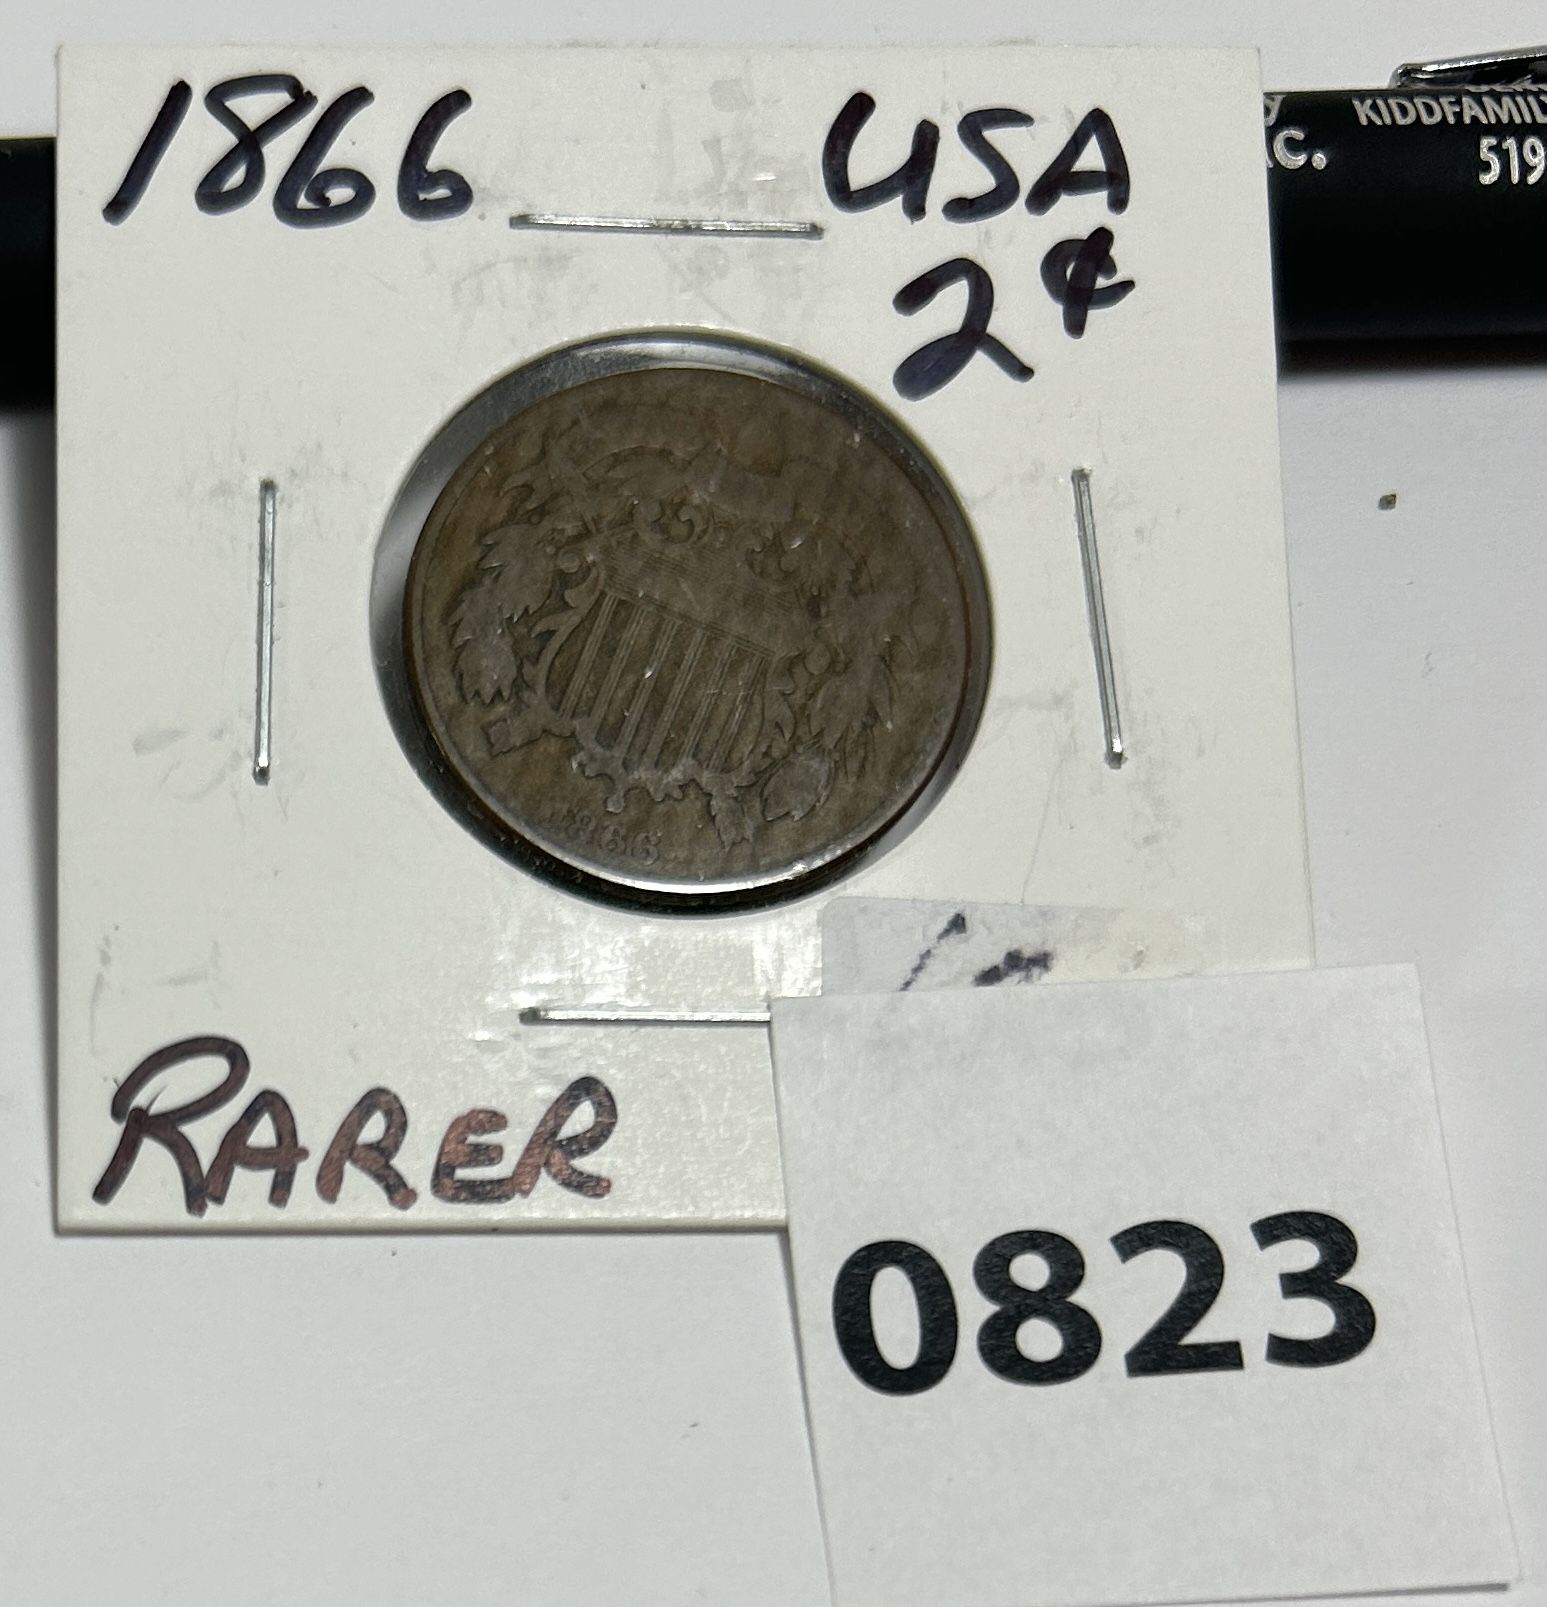 1866 USA
2¢
KIDDFAMIL
C.
519
1866
RARER
0823